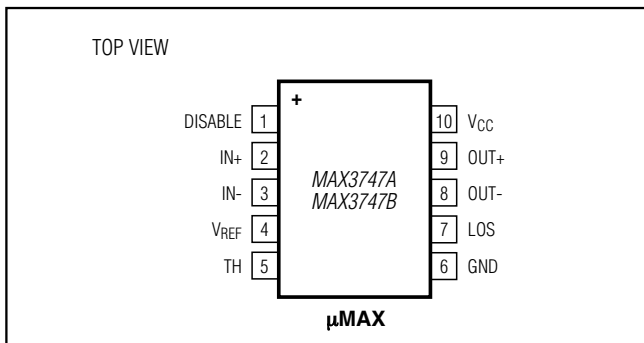 TOP VIEW
+
DISABLE 1
IN+ 2
IN- 3
VREF 4
TH 5
MAX3747A
MAX3747B
10 VCC
9 OUT+
8 OUT-
7 LOS
6 GND
μMAX